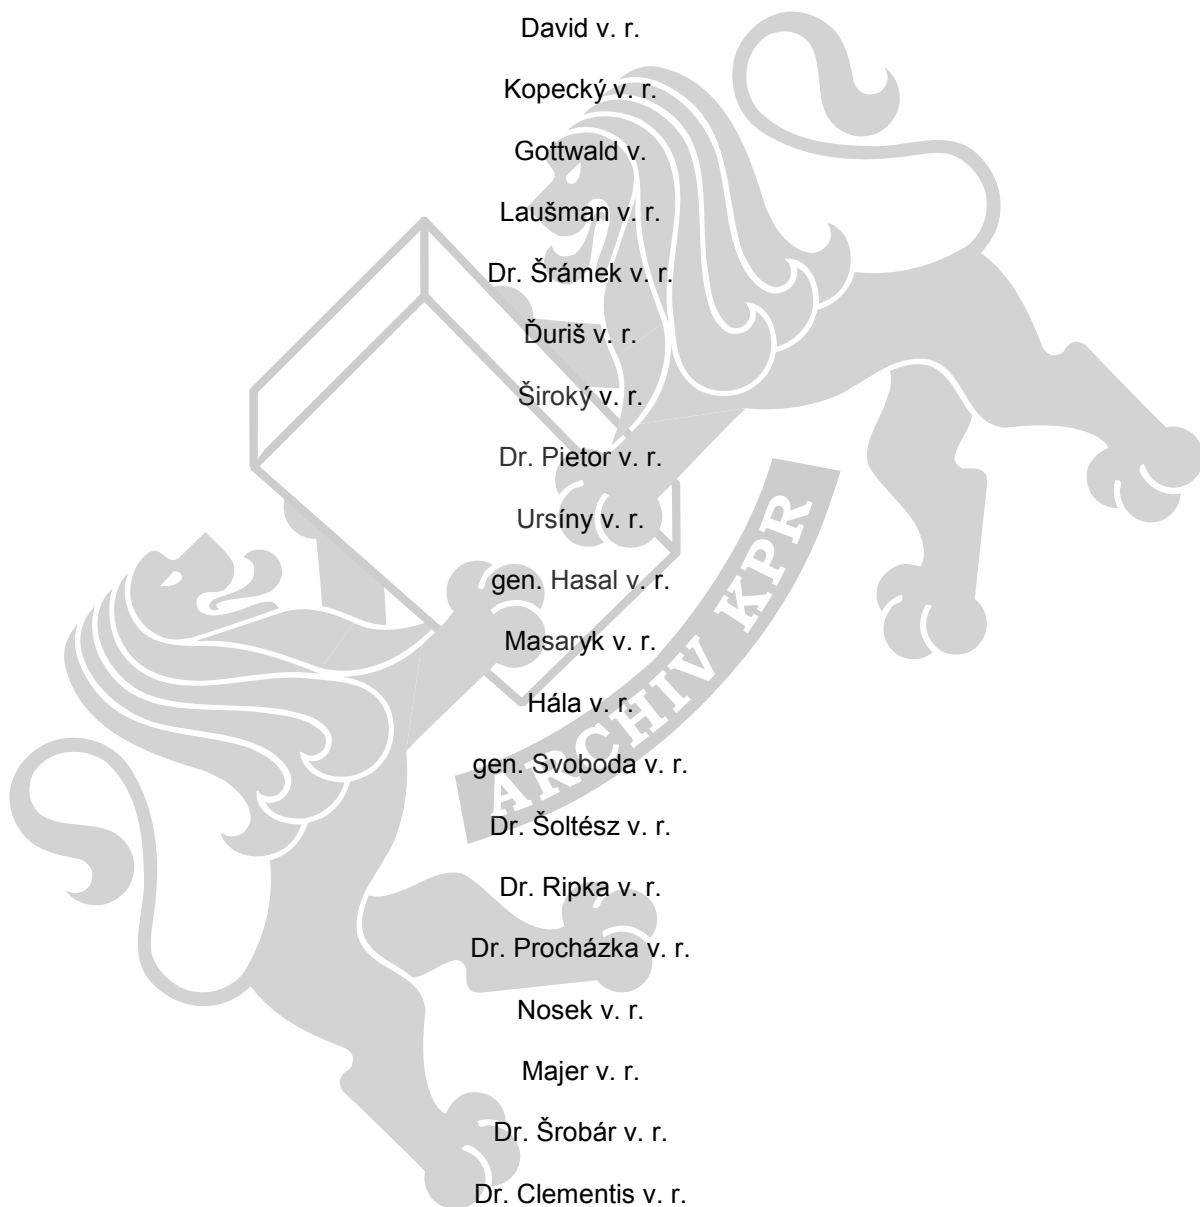 David v. r.
Kopecký v. r.
Gottwald v.
Laušman v. r.
Dr. Šrámek v. r.
Ďuriš v. r.
Široký v. r.
Dr. Pietor v. r.
Ursíny v. r.
gen. Hasal v. r.
Masaryk v. r.
Hála v. r.
gen. Svoboda v. r.
Dr. Šoltész v. r.
Dr. Ripka v. r.
Dr. Procházka v. r.
Nosek v. r.
Majer v. r.
Dr. Šrobár v. r.
Dr. Clementis v. r.
ARCHIV KPR